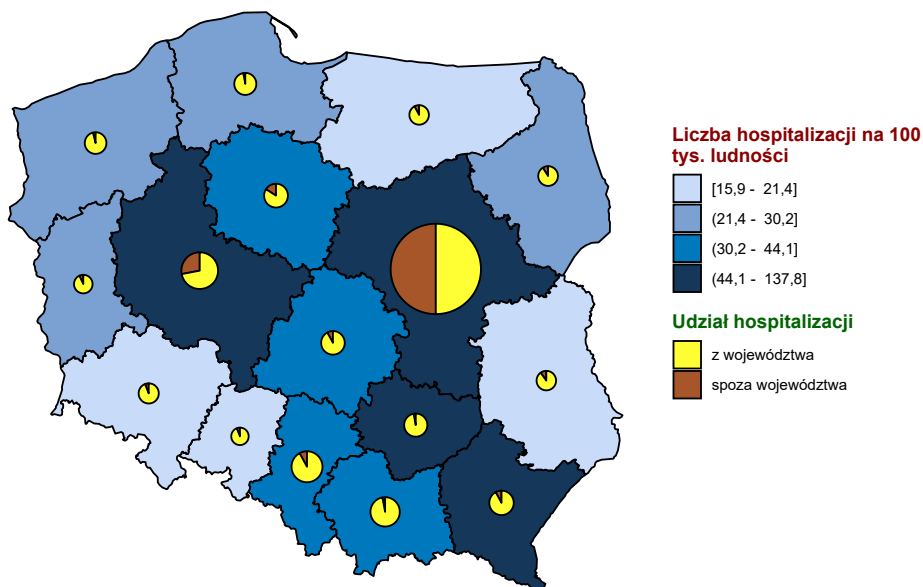 Liczba hospitalizacji na 100
tys. ludności
[15,9 - 21,4]
(21,4 - 30,2]
(30,2 - 44,1]
(44,1 - 137,8]
Udział hospitalizacji
z województwa
spoza województwa